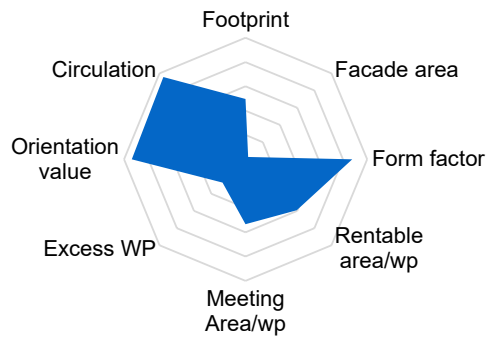 Footprint
Circulation
Facade area
Orientation
value
Form factor
Excess WP
Rentable
area/wp
Meeting
Area/wp